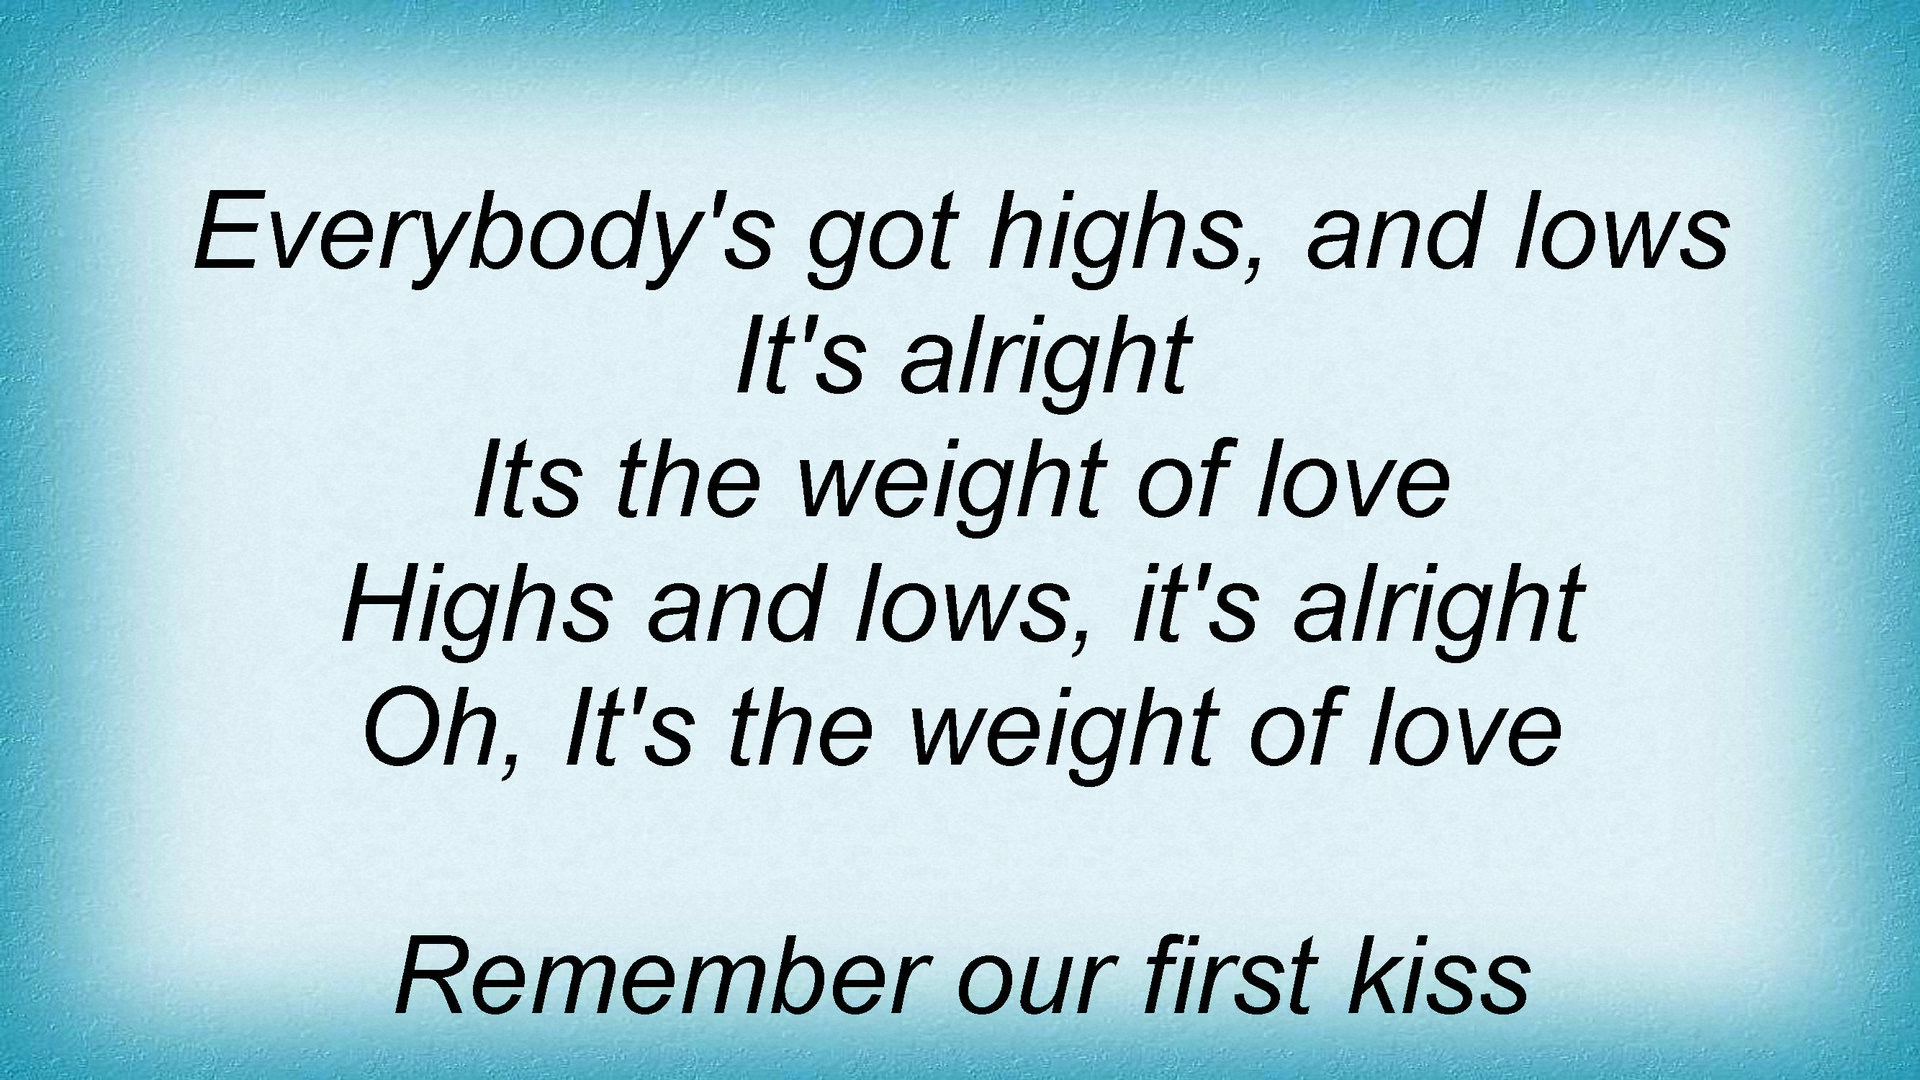 Everybody's got highs, and lows
It's alright
Its the weight of love
Highs and lows, it's alright
Oh, It's the weight of love
Remember our first kiss